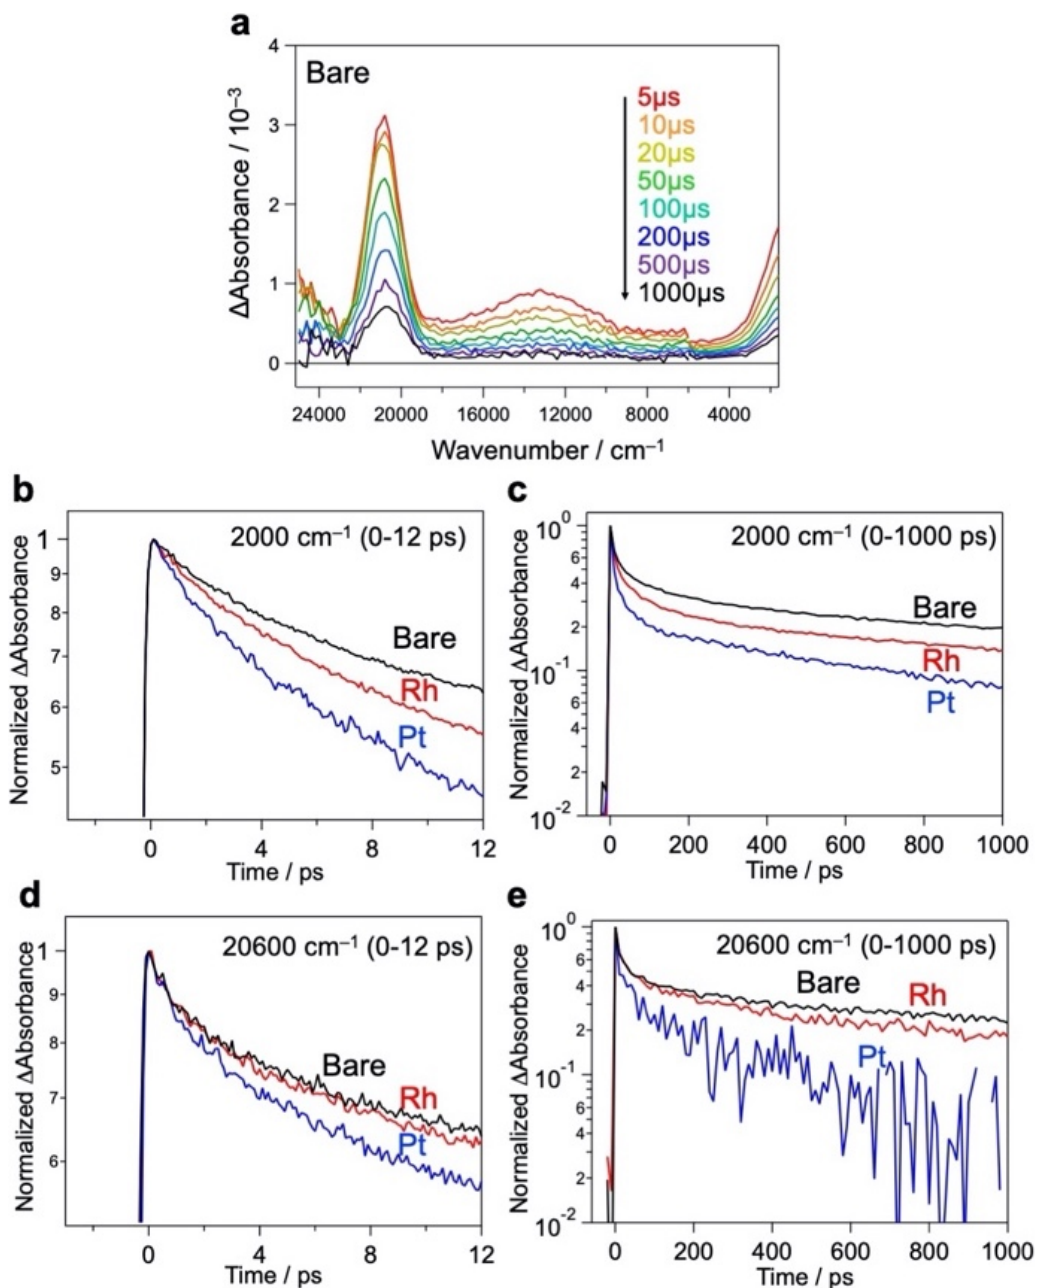 a
4
3
2
1
0
ΔAbsorbance / 10⁻³
Bare
5µs
10µs
20µs
50µs
100µs
200µs
500µs
1000µs
24000 20000 16000 12000 8000 4000
Wavenumber / cm⁻¹
b
1
9
8
7
6
5
Normalized ΔAbsorbance
2000 cm⁻¹ (0-12 ps)
Bare
Rh
Pt
0 4 8 12
Time / ps
c
10⁰
6
4
2
10⁻¹
6
4
2
10⁻²
Normalized ΔAbsorbance
2000 cm⁻¹ (0-1000 ps)
Bare
Rh
Pt
0 200 400 600 800 1000
Time / ps
d
1
9
8
7
6
Normalized ΔAbsorbance
20600 cm⁻¹ (0-12 ps)
Bare
Rh
Pt
0 4 8 12
Time / ps
e
10⁰
6
4
2
10⁻¹
6
4
2
10⁻²
Normalized ΔAbsorbance
20600 cm⁻¹ (0-1000 ps)
Bare
Rh
Pt
0 200 400 600 800 1000
Time / ps